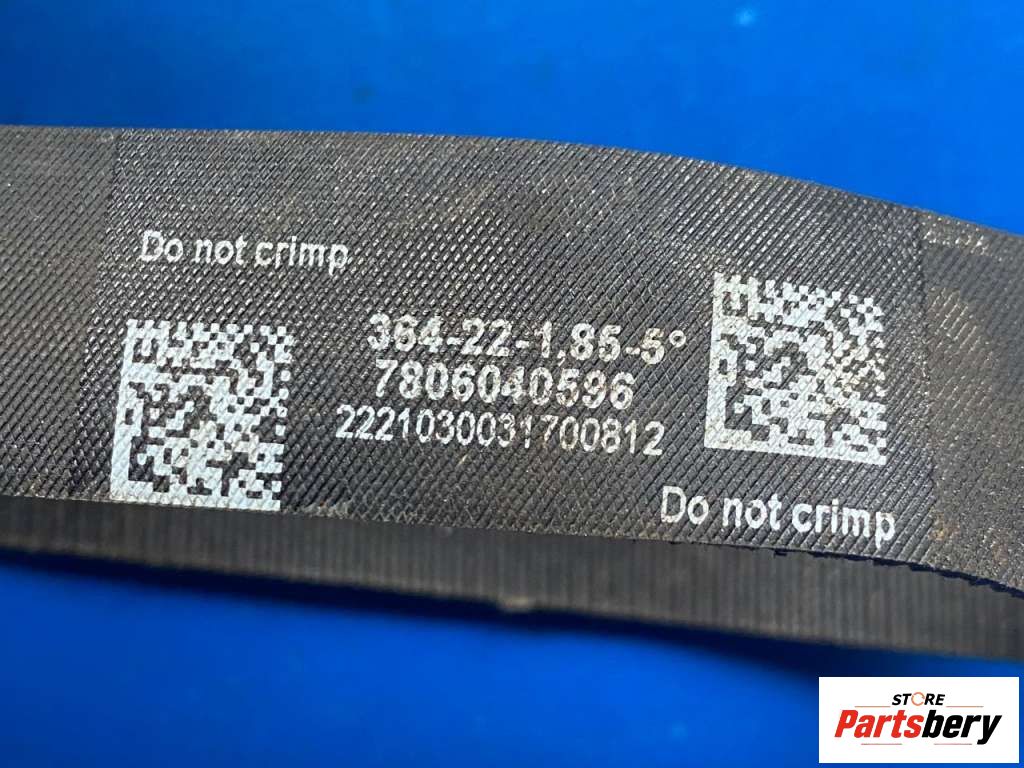 Do not crimp
364-22-1,85-5°
7806040596
2221030031700812
Do not crimp
STORE
Partsbery